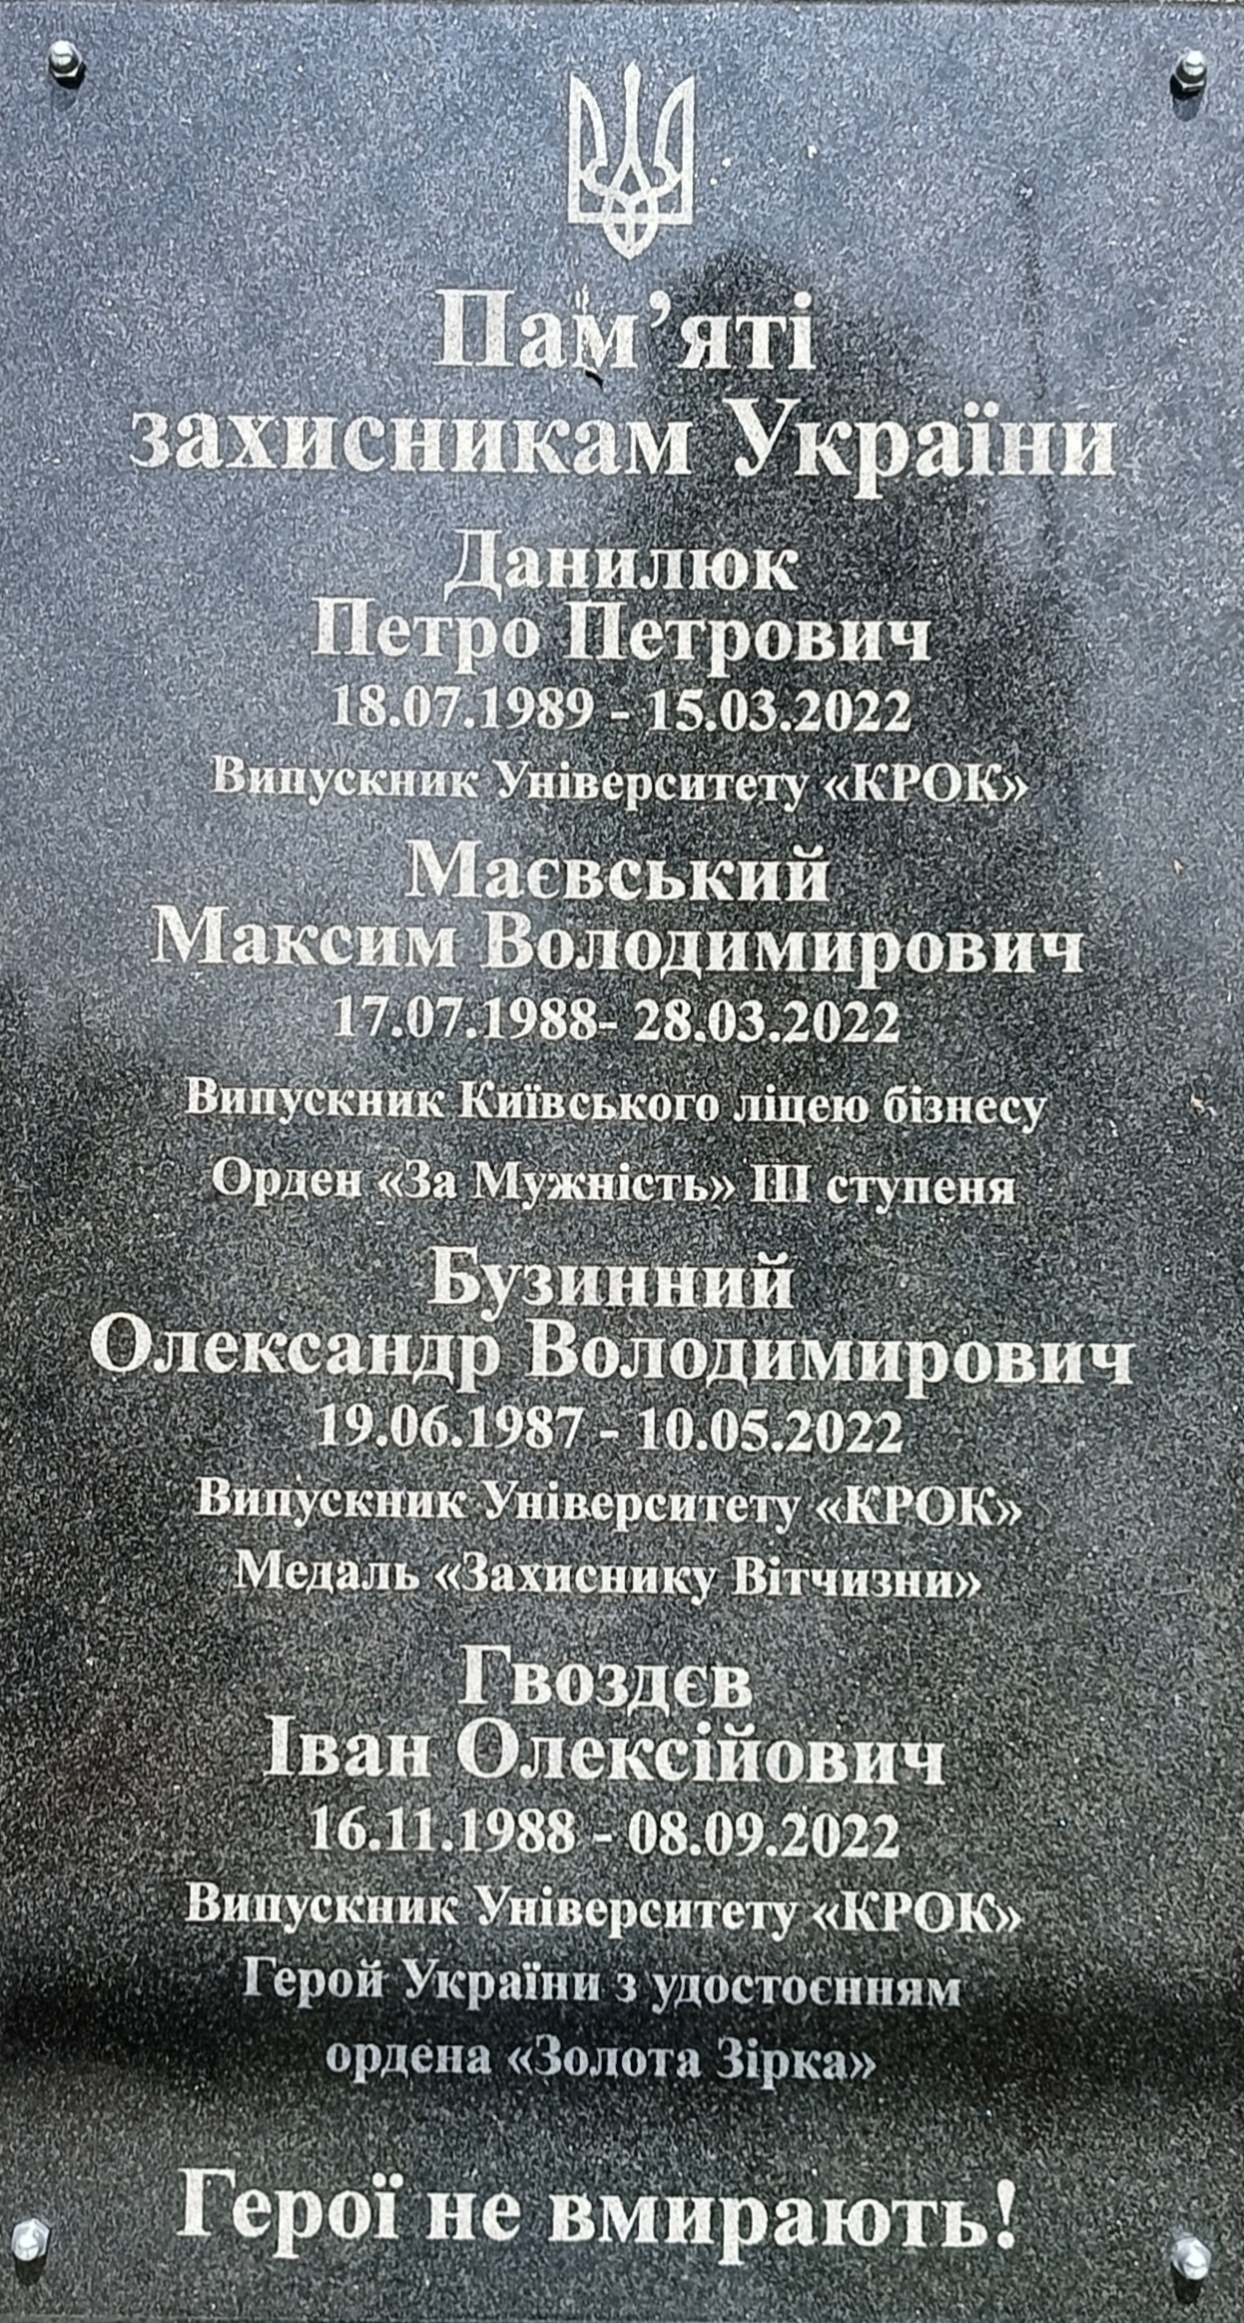 Пам’яті
захисникам України
Данилюк
Петро Петрович
18.07.1989 - 15.03.2022
Випускник Університету «КРОК»
Маєвський
Максим Володимирович
17.07.1988- 28.03.2022
Випускник Київського ліцею бізнесу
Орден «За Мужність» ІІІ ступеня
Бузинний
Олександр Володимирович
19.06.1987 - 10.05.2022
Випускник Університету «КРОК»
Медаль «Захиснику Вітчизни»
Гвоздєв
Іван Олексійович
16.11.1988 - 08.09.2022
Випускник Університету «КРОК»
Герой України з удостоєнням
ордена «Золота Зірка»
Герої не вмирають!